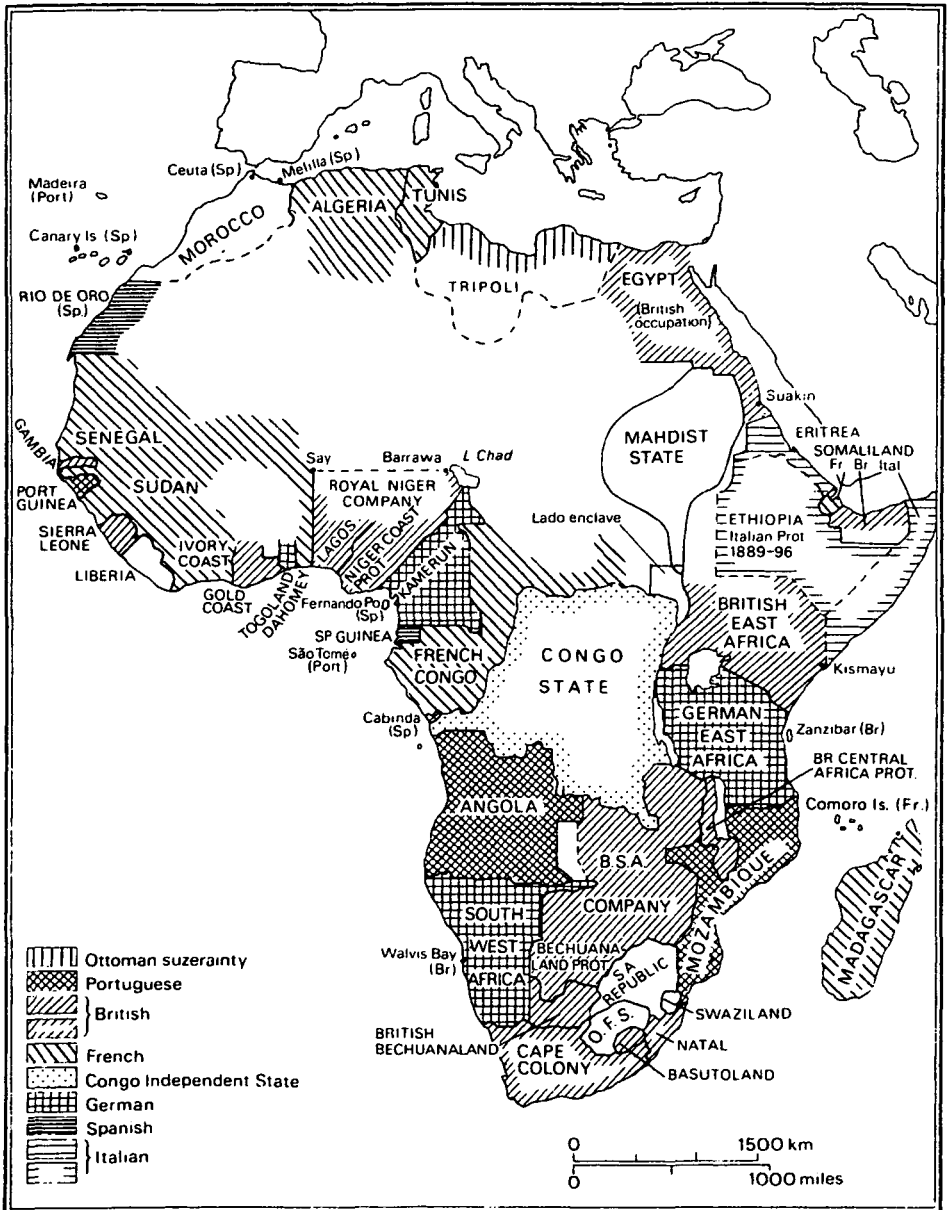 Ceuta (Sp)
Melilla (Sp)
Madeira
(Port)
Canary Is (Sp)
MOROCCO
ALGERIA
TUNIS
TRIPOLI
EGYPT
(British
occupation)
RIO DE ORO
(Sp.)
Suakin
MAHDIST
STATE
ERITREA
SOMALILAND
Fr Br Ital
GAMBIA
SENEGAL
SUDAN
PORT
GUINEA
SIERRA
LEONE
LIBERIA
IVORY
COAST
GOLD
COAST
TOGOLAND
DAHOMEY
Say
Barrawa
L Chad
ROYAL NIGER
COMPANY
LAGOS
NIGER COAST
PROT
KAMERUN
Lado enclave
ETHIOPIA
Italian Prot
1889-96
Fernando Po
(Sp)
SP GUINEA
São Tomé
(Port)
FRENCH
CONGO
CONGO
STATE
BRITISH
EAST
AFRICA
Kismayu
Cabinda
(Sp)
GERMAN
EAST
AFRICA
Zanzibar (Br)
BR CENTRAL
AFRICA PROT.
Comoro Is. (Fr.)
ANGOLA
B.S.A
COMPANY
MOZAMBIQUE
MADAGASCAR
SOUTH
WEST
AFRICA
Walvis Bay
(Br)
BECHUANA
LAND PROT
S.A.
REPUBLIC
O.F.S.
SWAZILAND
NATAL
BASUTOLAND
BRITISH
BECHUANALAND
CAPE
COLONY
Ottoman suzerainty
Portuguese
British
French
Congo Independent State
German
Spanish
Italian
0 1500 km
0 1000 miles